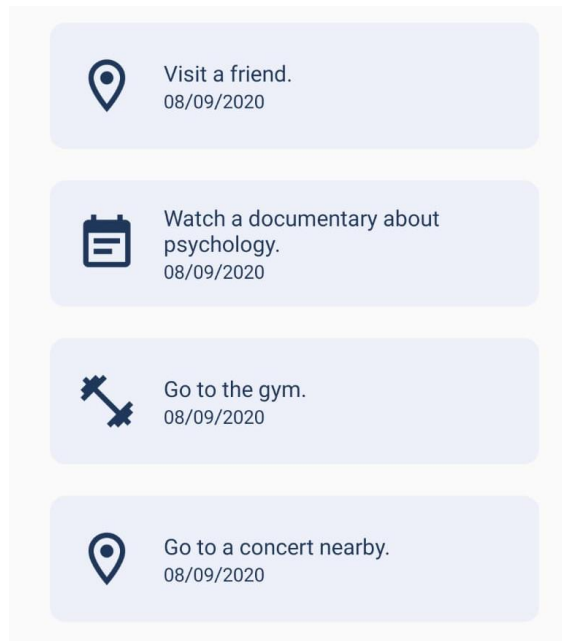 Visit a friend.
08/09/2020
Watch a documentary about
psychology.
08/09/2020
Go to the gym.
08/09/2020
Go to a concert nearby.
08/09/2020